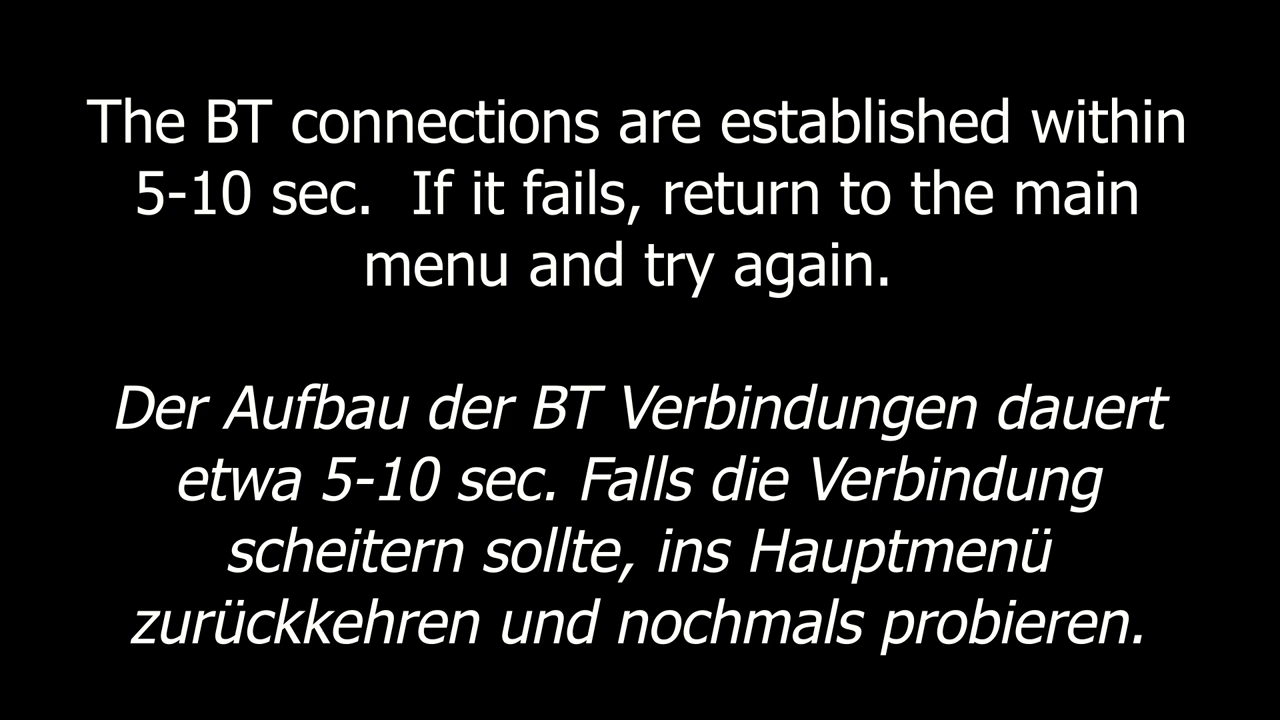 The BT connections are established within
5-10 sec.  If it fails, return to the main
menu and try again.
Der Aufbau der BT Verbindungen dauert
etwa 5-10 sec. Falls die Verbindung
scheitern sollte, ins Hauptmenü
zurückkehren und nochmals probieren.